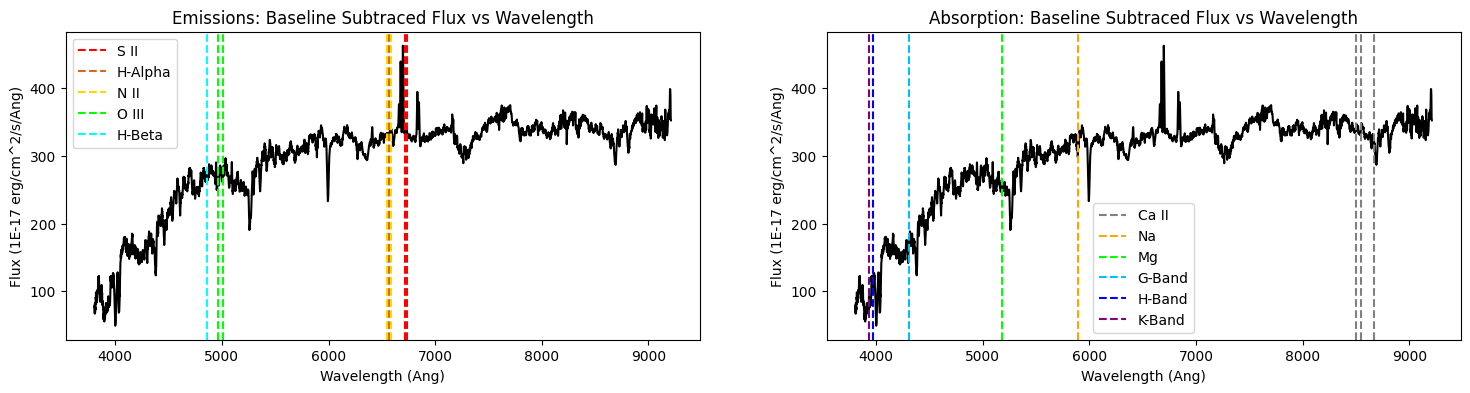 Emissions: Baseline Subtraced Flux vs Wavelength
Flux (1E-17 erg/cm^2/s/Ang)
400
300
200
100
S II
H-Alpha
N II
O III
H-Beta
4000 5000 6000 7000 8000 9000
Wavelength (Ang)
Absorption: Baseline Subtraced Flux vs Wavelength
Flux (1E-17 erg/cm^2/s/Ang)
400
300
200
100
Ca II
Na
Mg
G-Band
H-Band
K-Band
4000 5000 6000 7000 8000 9000
Wavelength (Ang)